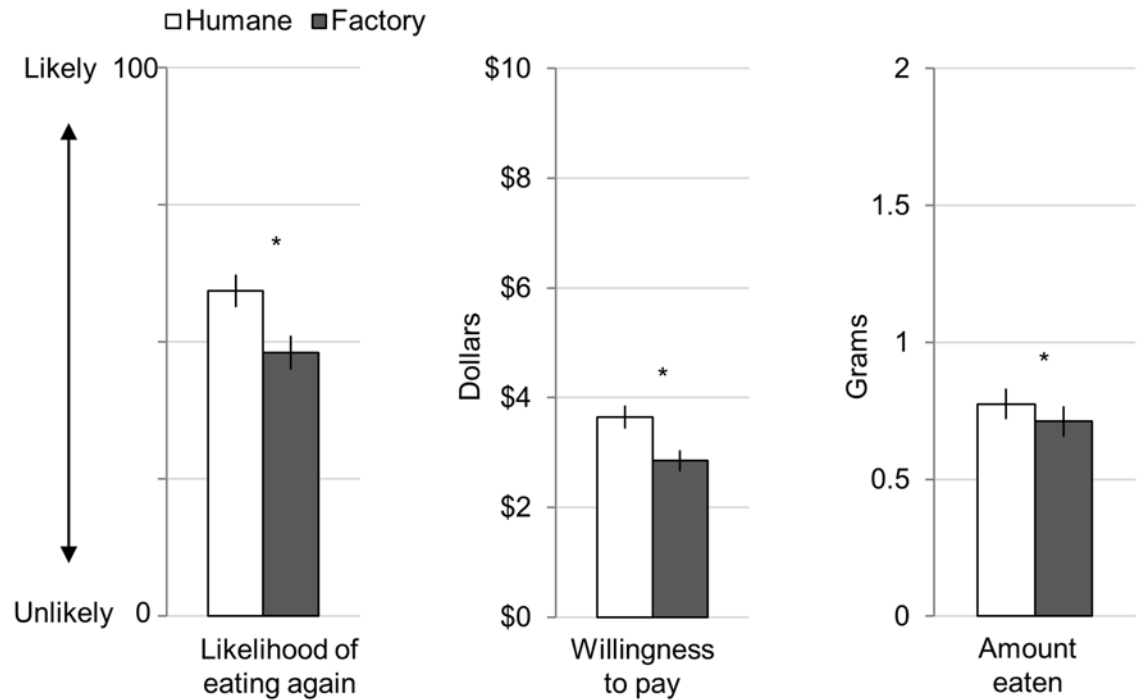 Humane Factory
Likely 100
Unlikely 0
*
Likelihood of
eating again
$10
$8
$6
$4
$2
$0
Dollars
*
Willingness
to pay
2
1.5
1
0.5
0
Grams
*
Amount
eaten